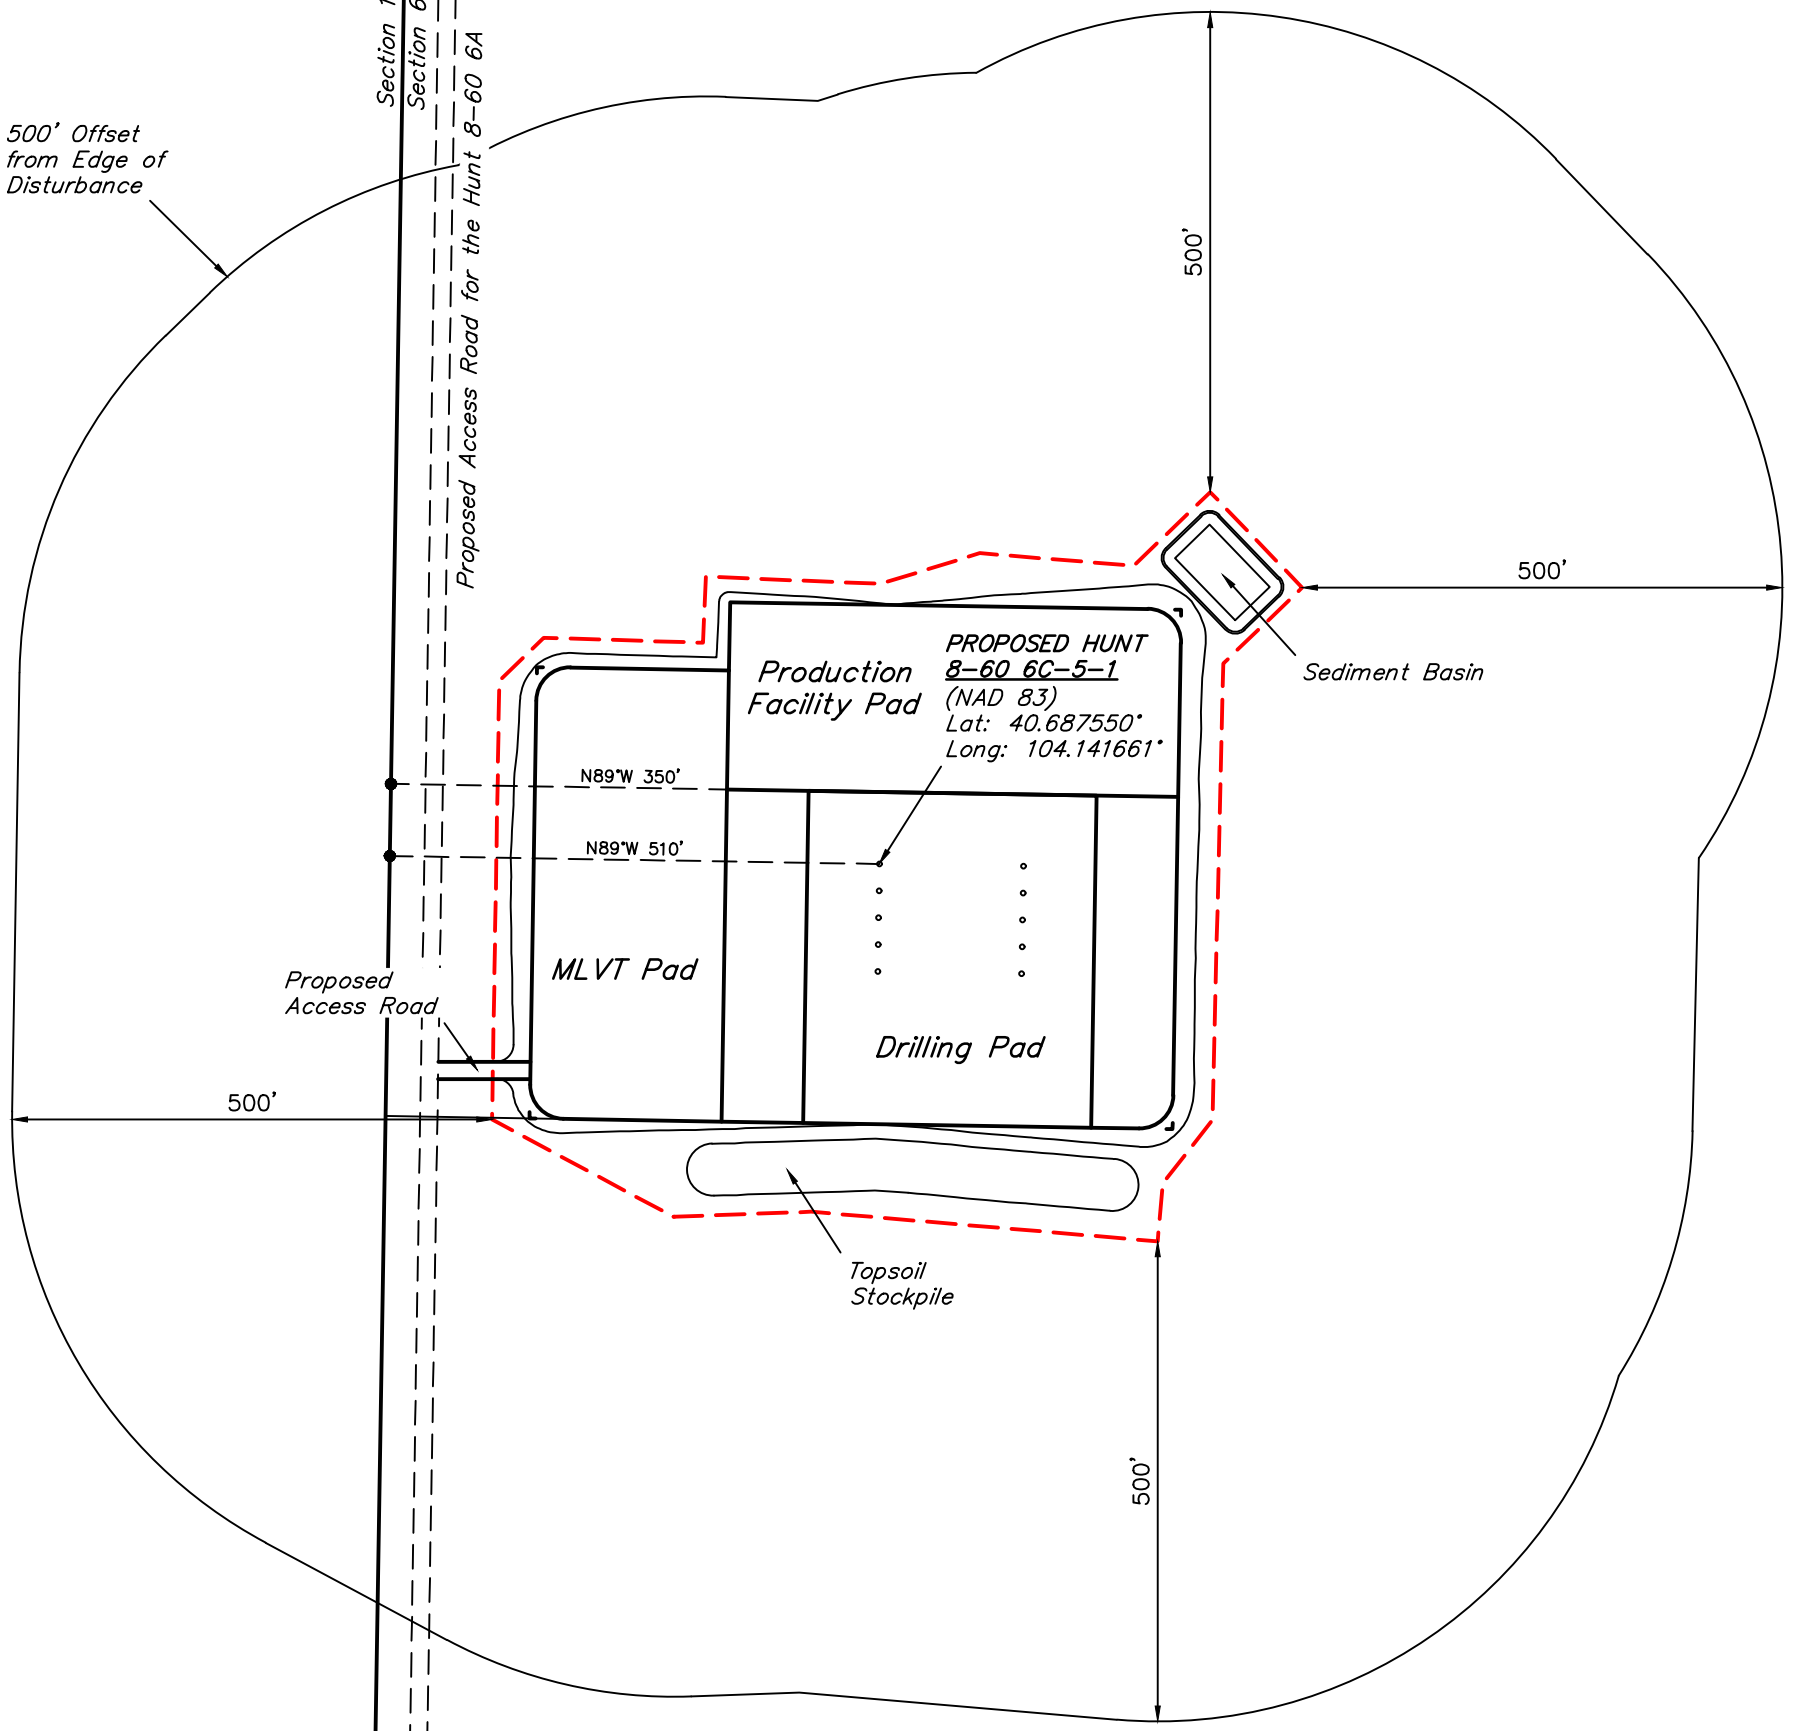 Section 1
Section 6
Proposed Access Road for the Hunt 8-60 6A
500' Offset
from Edge of
Disturbance
500'
500'
Sediment Basin
PROPOSED HUNT
8-60 6C-5-1
(NAD 83)
Lat: 40.687550°
Long: 104.141661°
Production
Facility Pad
N89°W 350'
N89°W 510'
MLVT Pad
Proposed
Access Road
Drilling Pad
500'
Topsoil
Stockpile
500'